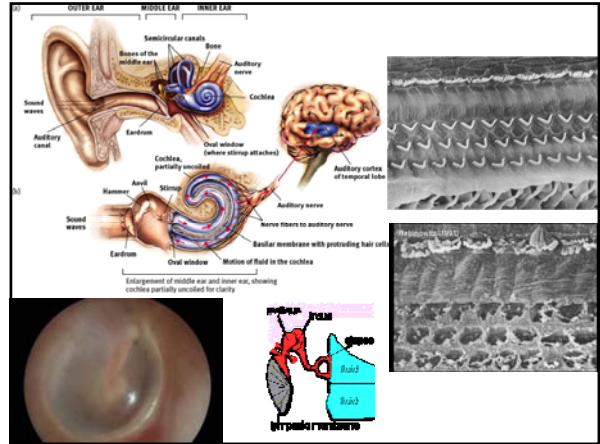 (a)
OUTER EAR
MIDDLE EAR
INNER EAR
Semicircular canals
Bones of the
middle ear
Bone
Auditory
nerve
Cochlea
Sound
waves
Auditory
canal
Eardrum
Oval window
(where stirrup attaches)
Auditory cortex
of temporal lobe
(b)
Cochlea,
partially uncoiled
Hammer
Anvil
Stirrup
Sound
waves
Auditory nerve
Nerve fibers to auditory nerve
Basilar membrane with protruding hair cells
Eardrum
Oval window
Motion of fluid in the cochlea
Enlargement of middle ear and inner ear, showing
cochlea partially uncoiled for clarity
incus
fluid
fluid